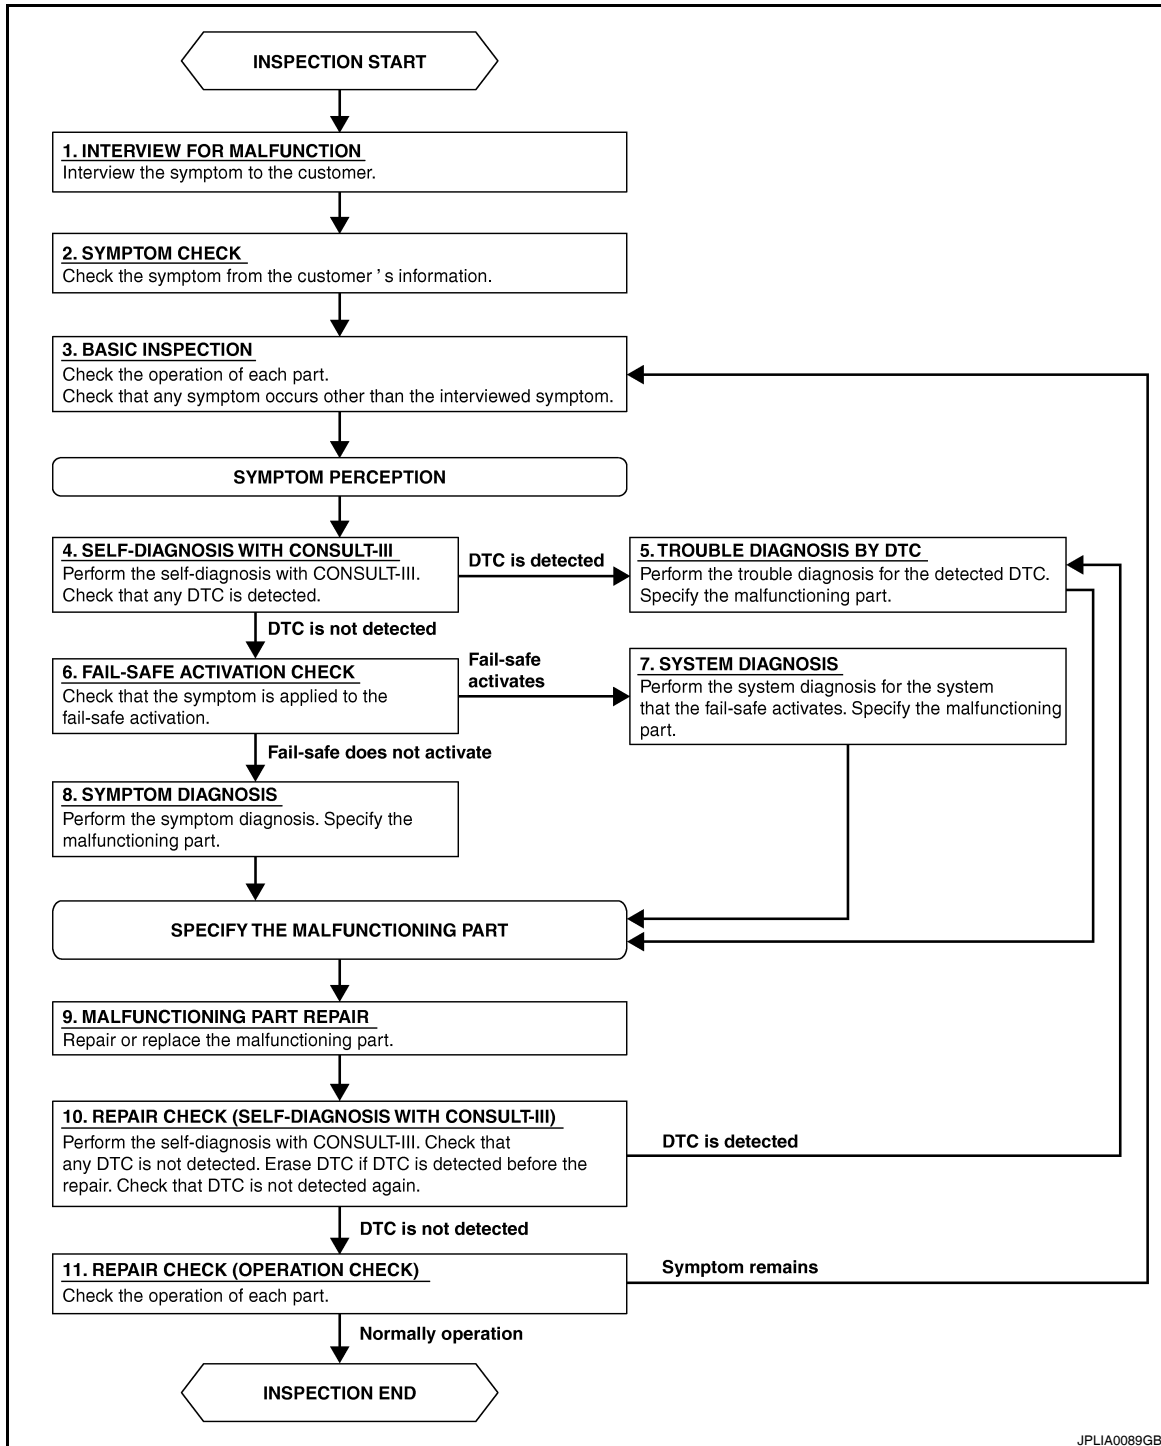 INSPECTION START
1. INTERVIEW FOR MALFUNCTION
Interview the symptom to the customer.
2. SYMPTOM CHECK
Check the symptom from the customer ’ s information.
3. BASIC INSPECTION
Check the operation of each part.
Check that any symptom occurs other than the interviewed symptom.
SYMPTOM PERCEPTION
4. SELF-DIAGNOSIS WITH CONSULT-III
Perform the self-diagnosis with CONSULT-III.
Check that any DTC is detected.
DTC is detected
5. TROUBLE DIAGNOSIS BY DTC
Perform the trouble diagnosis for the detected DTC.
Specify the malfunctioning part.
DTC is not detected
6. FAIL-SAFE ACTIVATION CHECK
Check that the symptom is applied to the
fail-safe activation.
Fail-safe
activates
7. SYSTEM DIAGNOSIS
Perform the system diagnosis for the system
that the fail-safe activates. Specify the malfunctioning
part.
Fail-safe does not activate
8. SYMPTOM DIAGNOSIS
Perform the symptom diagnosis. Specify the
malfunctioning part.
SPECIFY THE MALFUNCTIONING PART
9. MALFUNCTIONING PART REPAIR
Repair or replace the malfunctioning part.
10. REPAIR CHECK (SELF-DIAGNOSIS WITH CONSULT-III)
Perform the self-diagnosis with CONSULT-III. Check that
any DTC is not detected. Erase DTC if DTC is detected before the
repair. Check that DTC is not detected again.
DTC is detected
DTC is not detected
11. REPAIR CHECK (OPERATION CHECK)
Check the operation of each part.
Symptom remains
Normally operation
INSPECTION END
JPLIA0089GB